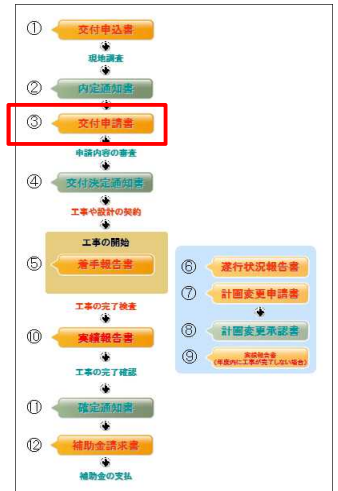 ① 交付申込書
現地調査
② 内定通知書
③ 交付申請書
申請内容の審査
④ 交付決定通知書
工事や設計の契約
工事の開始
⑤ 着手報告書
工事の完了検査
⑩ 実績報告書
工事の完了確認
⑪ 確定通知書
⑫ 補助金請求書
補助金の支払
⑥ 遂行状況報告書
⑦ 計画変更申請書
⑧ 計画変更承認書
⑨ 実績報告書
(年度内に工事が完了しない場合)